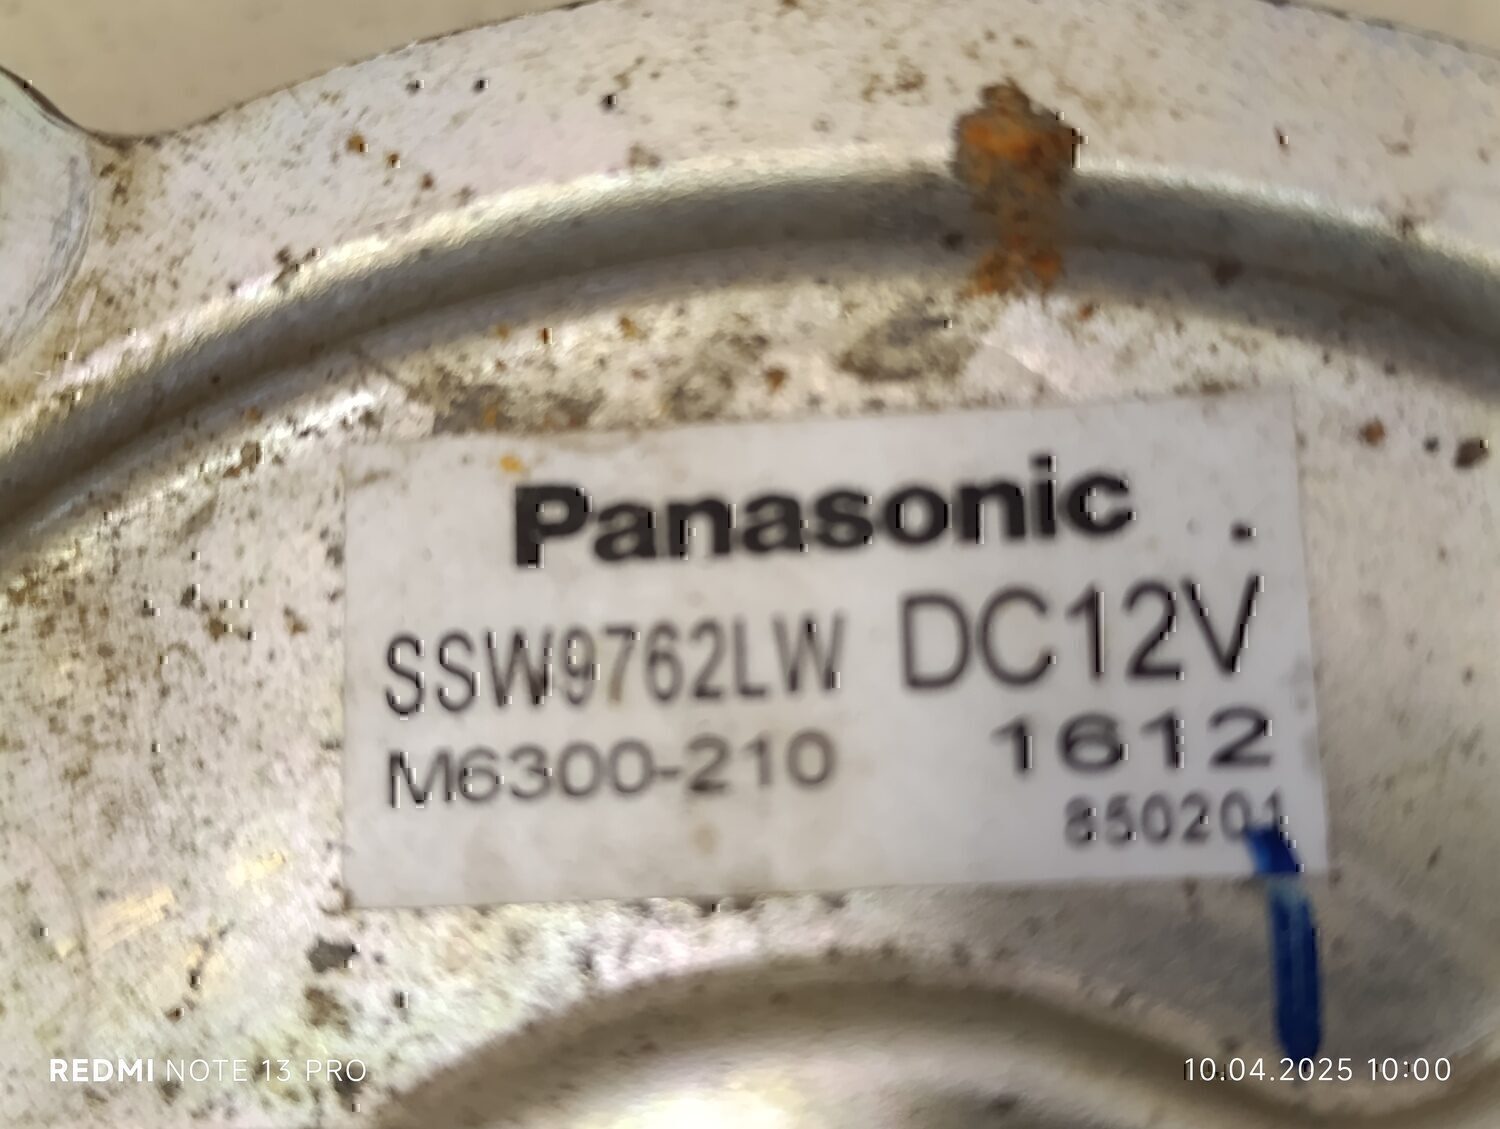 Panasonic
SSW9762LW DC12V
M6300-210 1612
850201
REDMI NOTE 13 PRO 10.04.2025 10:00